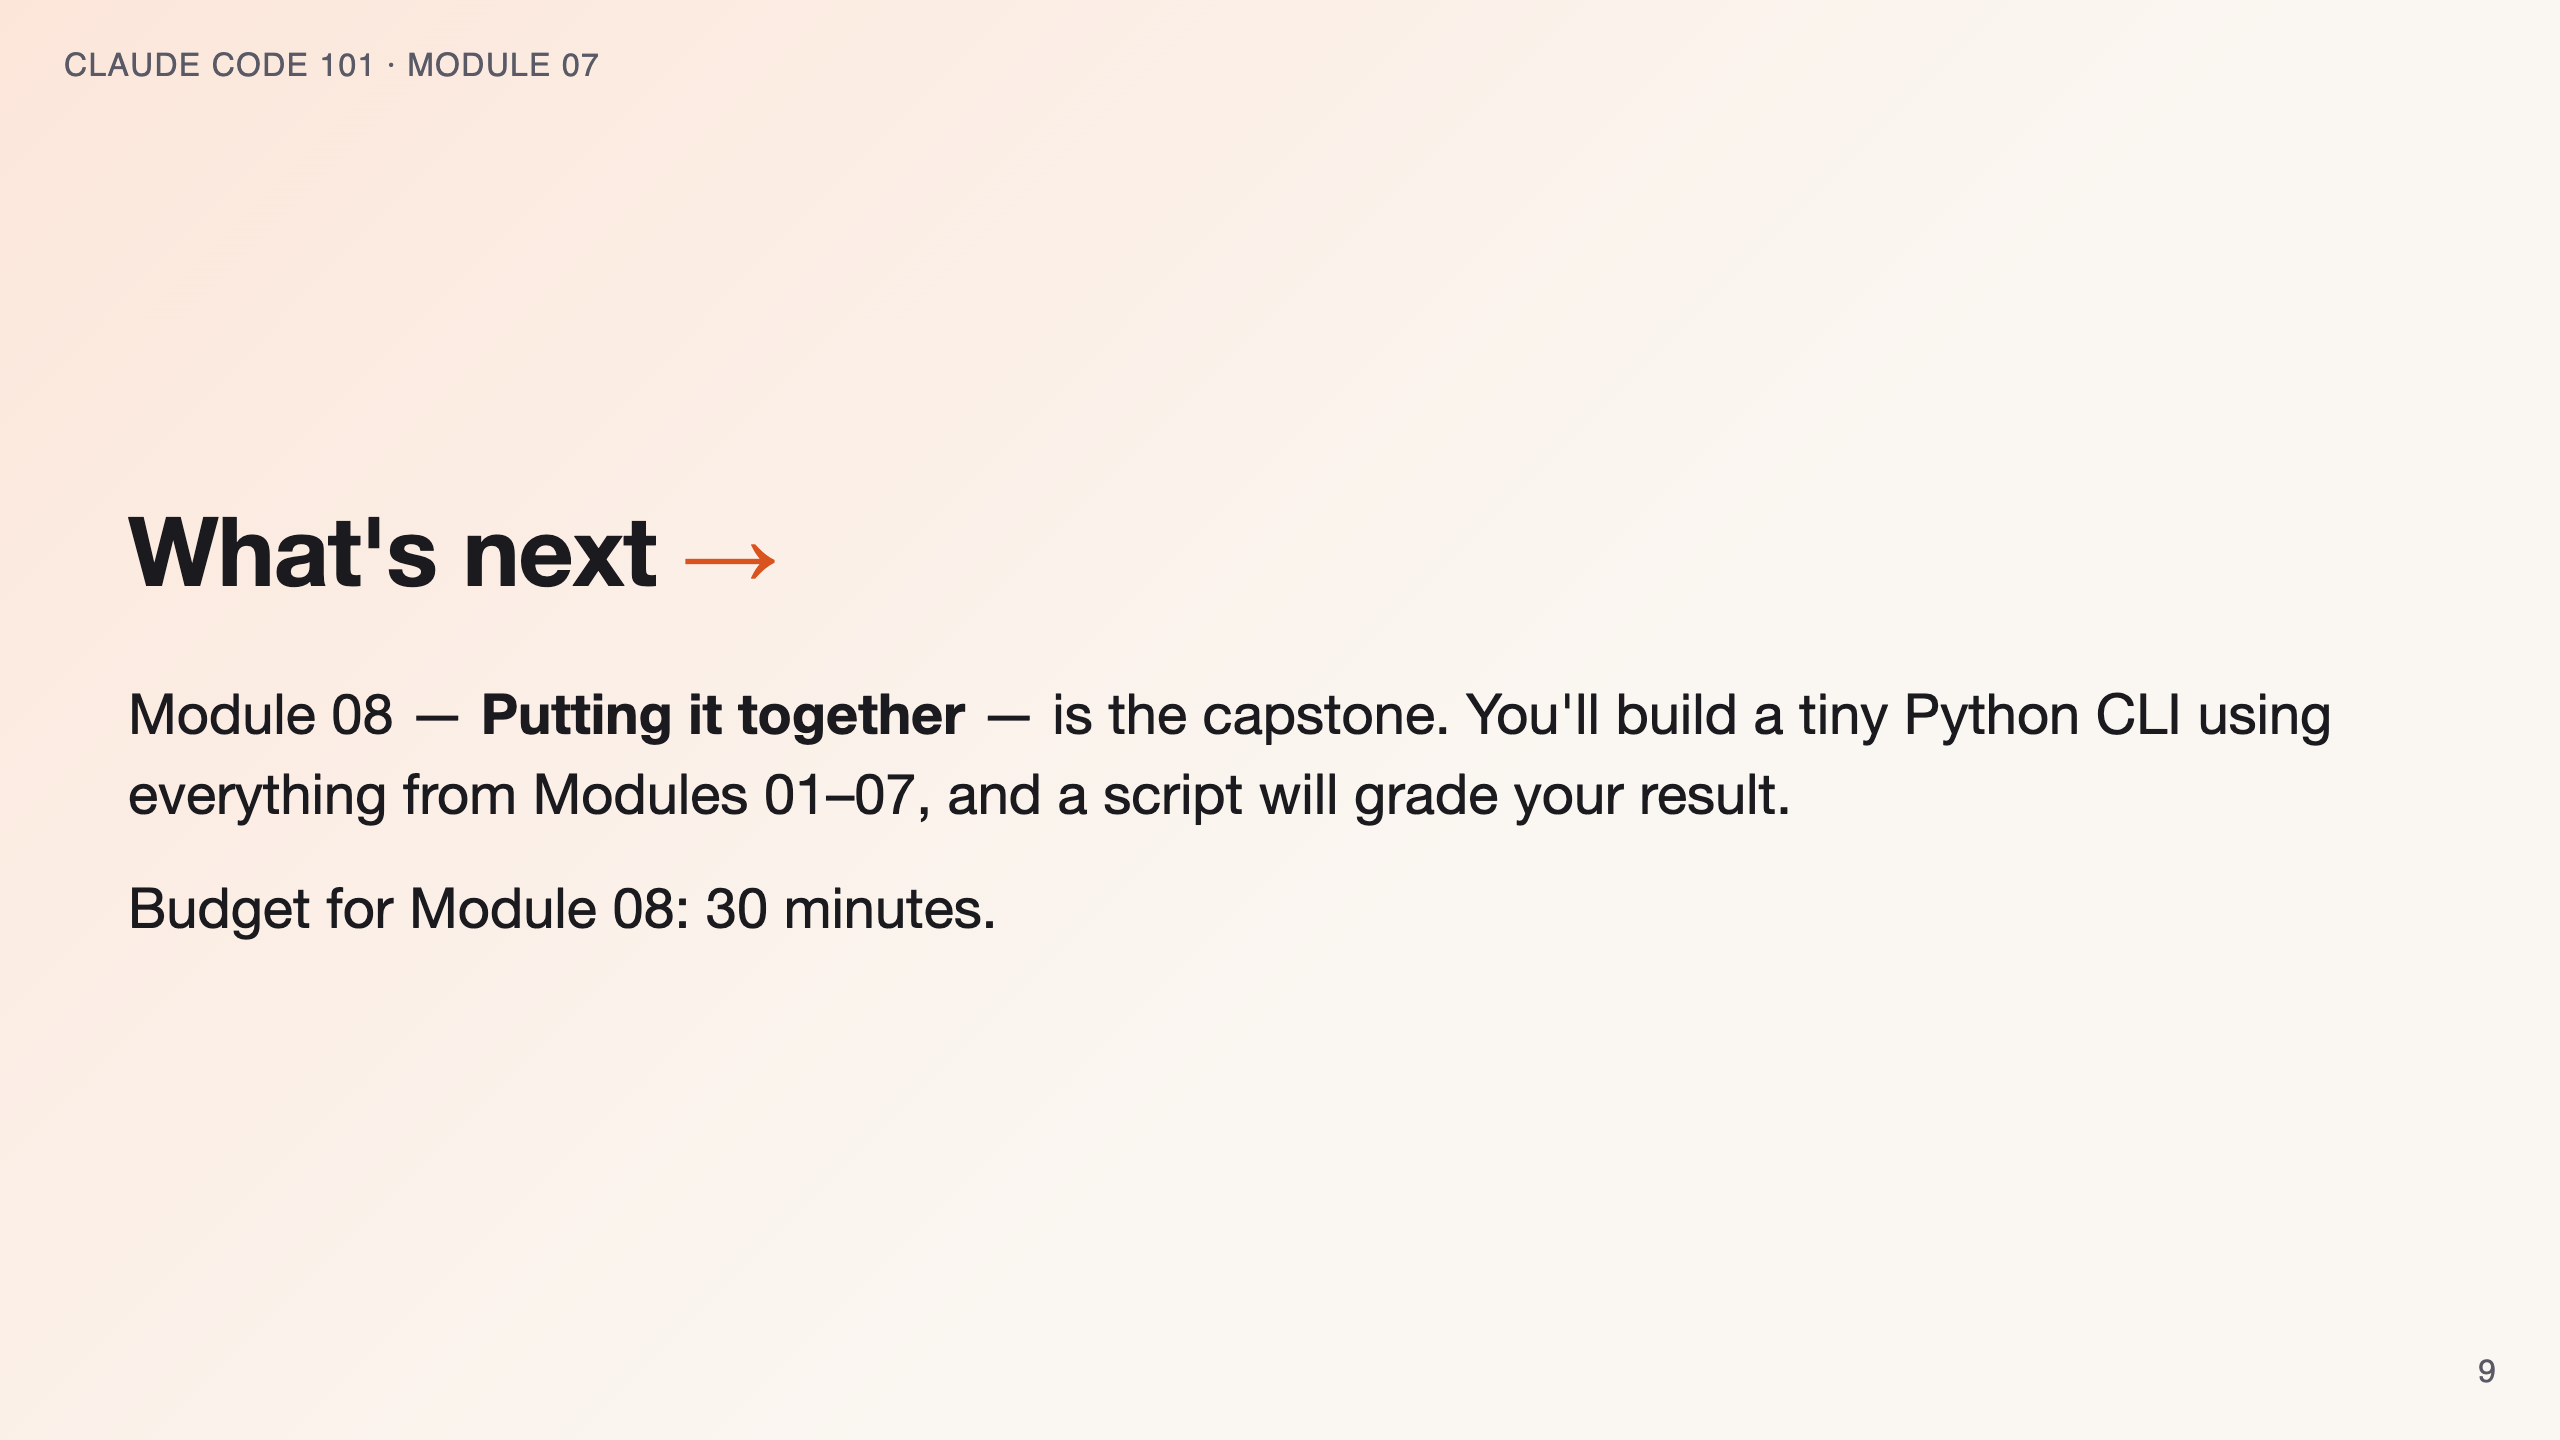 CLAUDE CODE 101 · MODULE 07
What's next →
Module 08 — Putting it together — is the capstone. You'll build a tiny Python CLI using
everything from Modules 01–07, and a script will grade your result.
Budget for Module 08: 30 minutes.
9